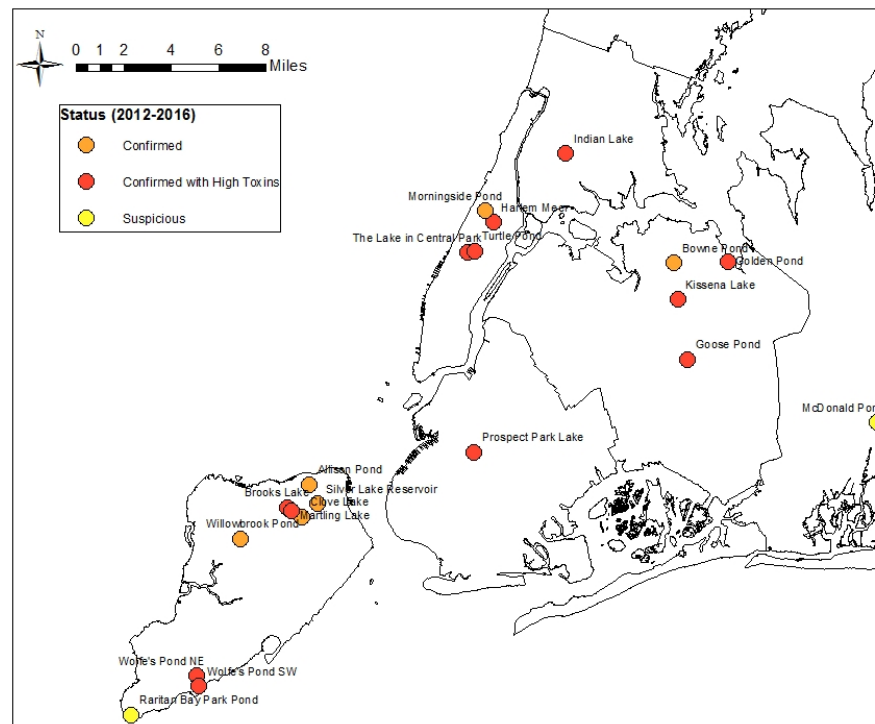 N
0 1 2 4 6 8
Miles
Status (2012-2016)
Confirmed
Confirmed with High Toxins
Suspicious
Indian Lake
Morningside Pond
Harlem Meer
The Lake in Central Park
Turtle Pond
Bowne Pond
Golden Pond
Kissena Lake
Goose Pond
McDonald Pon
Prospect Park Lake
Allison Pond
Silver Lake Reservoir
Brooks Lake
Clove Lake
Martling Lake
Willowbrook Pond
Wolfe's Pond NE
Wolfe's Pond SW
Raritan Bay Park Pond